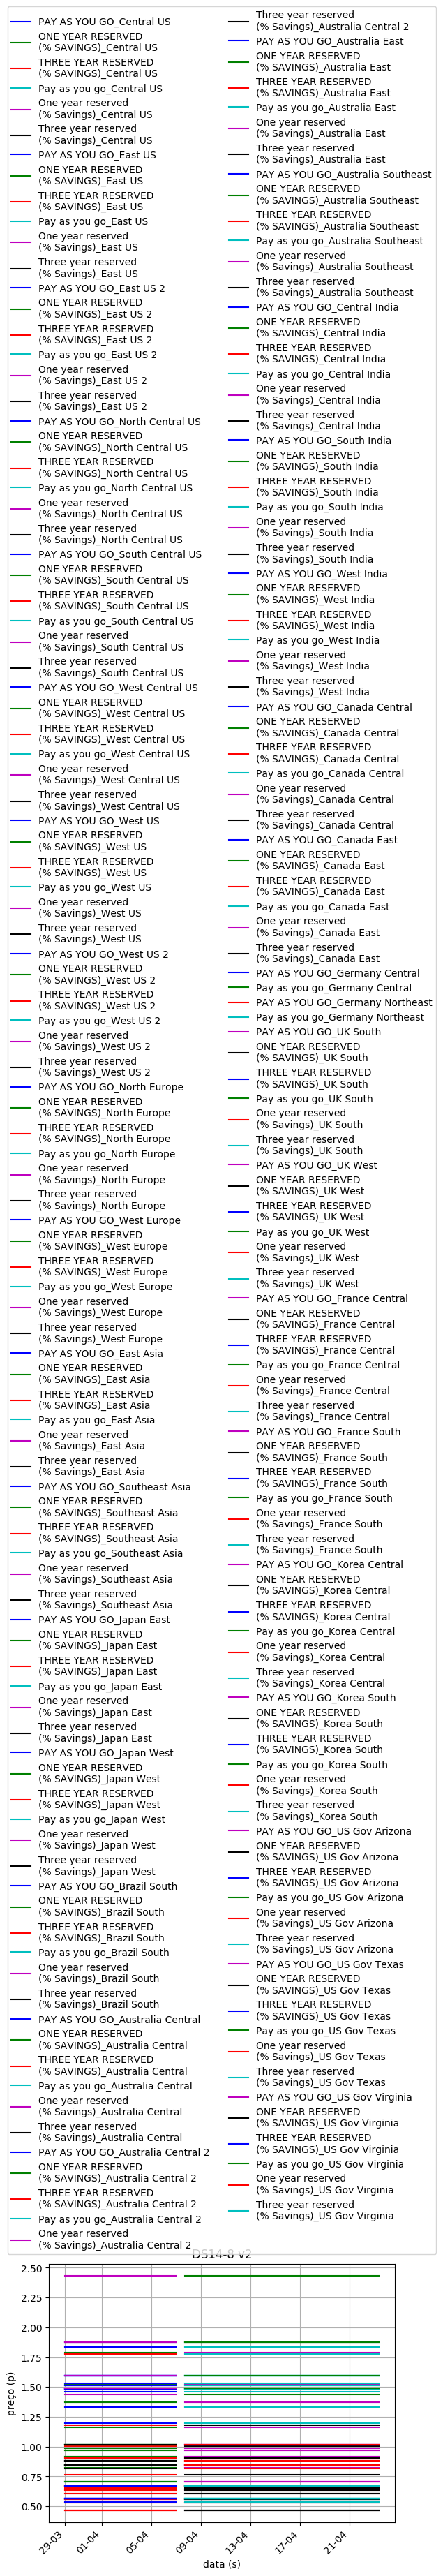 PAY AS YOU GO_Central US
ONE YEAR RESERVED
(% SAVINGS)_Central US
THREE YEAR RESERVED
(% SAVINGS)_Central US
Pay as you go_Central US
One year reserved
(% Savings)_Central US
Three year reserved
(% Savings)_Central US
PAY AS YOU GO_East US
ONE YEAR RESERVED
(% SAVINGS)_East US
THREE YEAR RESERVED
(% SAVINGS)_East US
Pay as you go_East US
One year reserved
(% Savings)_East US
Three year reserved
(% Savings)_East US
PAY AS YOU GO_East US 2
ONE YEAR RESERVED
(% SAVINGS)_East US 2
THREE YEAR RESERVED
(% SAVINGS)_East US 2
Pay as you go_East US 2
One year reserved
(% Savings)_East US 2
Three year reserved
(% Savings)_East US 2
PAY AS YOU GO_North Central US
ONE YEAR RESERVED
(% SAVINGS)_North Central US
THREE YEAR RESERVED
(% SAVINGS)_North Central US
Pay as you go_North Central US
One year reserved
(% Savings)_North Central US
Three year reserved
(% Savings)_North Central US
PAY AS YOU GO_South Central US
ONE YEAR RESERVED
(% SAVINGS)_South Central US
THREE YEAR RESERVED
(% SAVINGS)_South Central US
Pay as you go_South Central US
One year reserved
(% Savings)_South Central US
Three year reserved
(% Savings)_South Central US
PAY AS YOU GO_West Central US
ONE YEAR RESERVED
(% SAVINGS)_West Central US
THREE YEAR RESERVED
(% SAVINGS)_West Central US
Pay as you go_West Central US
One year reserved
(% Savings)_West Central US
Three year reserved
(% Savings)_West Central US
PAY AS YOU GO_West US
ONE YEAR RESERVED
(% SAVINGS)_West US
THREE YEAR RESERVED
(% SAVINGS)_West US
Pay as you go_West US
One year reserved
(% Savings)_West US
Three year reserved
(% Savings)_West US
PAY AS YOU GO_West US 2
ONE YEAR RESERVED
(% SAVINGS)_West US 2
THREE YEAR RESERVED
(% SAVINGS)_West US 2
Pay as you go_West US 2
One year reserved
(% Savings)_West US 2
Three year reserved
(% Savings)_West US 2
PAY AS YOU GO_North Europe
ONE YEAR RESERVED
(% SAVINGS)_North Europe
THREE YEAR RESERVED
(% SAVINGS)_North Europe
Pay as you go_North Europe
One year reserved
(% Savings)_North Europe
Three year reserved
(% Savings)_North Europe
PAY AS YOU GO_West Europe
ONE YEAR RESERVED
(% SAVINGS)_West Europe
THREE YEAR RESERVED
(% SAVINGS)_West Europe
Pay as you go_West Europe
One year reserved
(% Savings)_West Europe
Three year reserved
(% Savings)_West Europe
PAY AS YOU GO_East Asia
ONE YEAR RESERVED
(% SAVINGS)_East Asia
THREE YEAR RESERVED
(% SAVINGS)_East Asia
Pay as you go_East Asia
One year reserved
(% Savings)_East Asia
Three year reserved
(% Savings)_East Asia
PAY AS YOU GO_Southeast Asia
ONE YEAR RESERVED
(% SAVINGS)_Southeast Asia
THREE YEAR RESERVED
(% SAVINGS)_Southeast Asia
Pay as you go_Southeast Asia
One year reserved
(% Savings)_Southeast Asia
Three year reserved
(% Savings)_Southeast Asia
PAY AS YOU GO_Japan East
ONE YEAR RESERVED
(% SAVINGS)_Japan East
THREE YEAR RESERVED
(% SAVINGS)_Japan East
Pay as you go_Japan East
One year reserved
(% Savings)_Japan East
Three year reserved
(% Savings)_Japan East
PAY AS YOU GO_Japan West
ONE YEAR RESERVED
(% SAVINGS)_Japan West
THREE YEAR RESERVED
(% SAVINGS)_Japan West
Pay as you go_Japan West
One year reserved
(% Savings)_Japan West
Three year reserved
(% Savings)_Japan West
PAY AS YOU GO_Brazil South
ONE YEAR RESERVED
(% SAVINGS)_Brazil South
THREE YEAR RESERVED
(% SAVINGS)_Brazil South
Pay as you go_Brazil South
One year reserved
(% Savings)_Brazil South
Three year reserved
(% Savings)_Brazil South
PAY AS YOU GO_Australia Central
ONE YEAR RESERVED
(% SAVINGS)_Australia Central
THREE YEAR RESERVED
(% SAVINGS)_Australia Central
Pay as you go_Australia Central
One year reserved
(% Savings)_Australia Central
Three year reserved
(% Savings)_Australia Central
PAY AS YOU GO_Australia Central 2
ONE YEAR RESERVED
(% SAVINGS)_Australia Central 2
THREE YEAR RESERVED
(% SAVINGS)_Australia Central 2
Pay as you go_Australia Central 2
One year reserved
(% Savings)_Australia Central 2
Three year reserved
(% Savings)_Australia Central 2
PAY AS YOU GO_Australia East
ONE YEAR RESERVED
(% SAVINGS)_Australia East
THREE YEAR RESERVED
(% SAVINGS)_Australia East
Pay as you go_Australia East
One year reserved
(% Savings)_Australia East
Three year reserved
(% Savings)_Australia East
PAY AS YOU GO_Australia Southeast
ONE YEAR RESERVED
(% SAVINGS)_Australia Southeast
THREE YEAR RESERVED
(% SAVINGS)_Australia Southeast
Pay as you go_Australia Southeast
One year reserved
(% Savings)_Australia Southeast
Three year reserved
(% Savings)_Australia Southeast
PAY AS YOU GO_Central India
ONE YEAR RESERVED
(% SAVINGS)_Central India
THREE YEAR RESERVED
(% SAVINGS)_Central India
Pay as you go_Central India
One year reserved
(% Savings)_Central India
Three year reserved
(% Savings)_Central India
PAY AS YOU GO_South India
ONE YEAR RESERVED
(% SAVINGS)_South India
THREE YEAR RESERVED
(% SAVINGS)_South India
Pay as you go_South India
One year reserved
(% Savings)_South India
Three year reserved
(% Savings)_South India
PAY AS YOU GO_West India
ONE YEAR RESERVED
(% SAVINGS)_West India
THREE YEAR RESERVED
(% SAVINGS)_West India
Pay as you go_West India
One year reserved
(% Savings)_West India
Three year reserved
(% Savings)_West India
PAY AS YOU GO_Canada Central
ONE YEAR RESERVED
(% SAVINGS)_Canada Central
THREE YEAR RESERVED
(% SAVINGS)_Canada Central
Pay as you go_Canada Central
One year reserved
(% Savings)_Canada Central
Three year reserved
(% Savings)_Canada Central
PAY AS YOU GO_Canada East
ONE YEAR RESERVED
(% SAVINGS)_Canada East
THREE YEAR RESERVED
(% SAVINGS)_Canada East
Pay as you go_Canada East
One year reserved
(% Savings)_Canada East
Three year reserved
(% Savings)_Canada East
PAY AS YOU GO_Germany Central
Pay as you go_Germany Central
PAY AS YOU GO_Germany Northeast
Pay as you go_Germany Northeast
PAY AS YOU GO_UK South
ONE YEAR RESERVED
(% SAVINGS)_UK South
THREE YEAR RESERVED
(% SAVINGS)_UK South
Pay as you go_UK South
One year reserved
(% Savings)_UK South
Three year reserved
(% Savings)_UK South
PAY AS YOU GO_UK West
ONE YEAR RESERVED
(% SAVINGS)_UK West
THREE YEAR RESERVED
(% SAVINGS)_UK West
Pay as you go_UK West
One year reserved
(% Savings)_UK West
Three year reserved
(% Savings)_UK West
PAY AS YOU GO_France Central
ONE YEAR RESERVED
(% SAVINGS)_France Central
THREE YEAR RESERVED
(% SAVINGS)_France Central
Pay as you go_France Central
One year reserved
(% Savings)_France Central
Three year reserved
(% Savings)_France Central
PAY AS YOU GO_France South
ONE YEAR RESERVED
(% SAVINGS)_France South
THREE YEAR RESERVED
(% SAVINGS)_France South
Pay as you go_France South
One year reserved
(% Savings)_France South
Three year reserved
(% Savings)_France South
PAY AS YOU GO_Korea Central
ONE YEAR RESERVED
(% SAVINGS)_Korea Central
THREE YEAR RESERVED
(% SAVINGS)_Korea Central
Pay as you go_Korea Central
One year reserved
(% Savings)_Korea Central
Three year reserved
(% Savings)_Korea Central
PAY AS YOU GO_Korea South
ONE YEAR RESERVED
(% SAVINGS)_Korea South
THREE YEAR RESERVED
(% SAVINGS)_Korea South
Pay as you go_Korea South
One year reserved
(% Savings)_Korea South
Three year reserved
(% Savings)_Korea South
PAY AS YOU GO_US Gov Arizona
ONE YEAR RESERVED
(% SAVINGS)_US Gov Arizona
THREE YEAR RESERVED
(% SAVINGS)_US Gov Arizona
Pay as you go_US Gov Arizona
One year reserved
(% Savings)_US Gov Arizona
Three year reserved
(% Savings)_US Gov Arizona
PAY AS YOU GO_US Gov Texas
ONE YEAR RESERVED
(% SAVINGS)_US Gov Texas
THREE YEAR RESERVED
(% SAVINGS)_US Gov Texas
Pay as you go_US Gov Texas
One year reserved
(% Savings)_US Gov Texas
Three year reserved
(% Savings)_US Gov Texas
PAY AS YOU GO_US Gov Virginia
ONE YEAR RESERVED
(% SAVINGS)_US Gov Virginia
THREE YEAR RESERVED
(% SAVINGS)_US Gov Virginia
Pay as you go_US Gov Virginia
One year reserved
(% Savings)_US Gov Virginia
Three year reserved
(% Savings)_US Gov Virginia
DS14-8 v2
2.50
2.25
2.00
1.75
1.50
1.25
1.00
0.75
0.50
preço (p)
29-03
01-04
05-04
09-04
13-04
17-04
21-04
data (s)